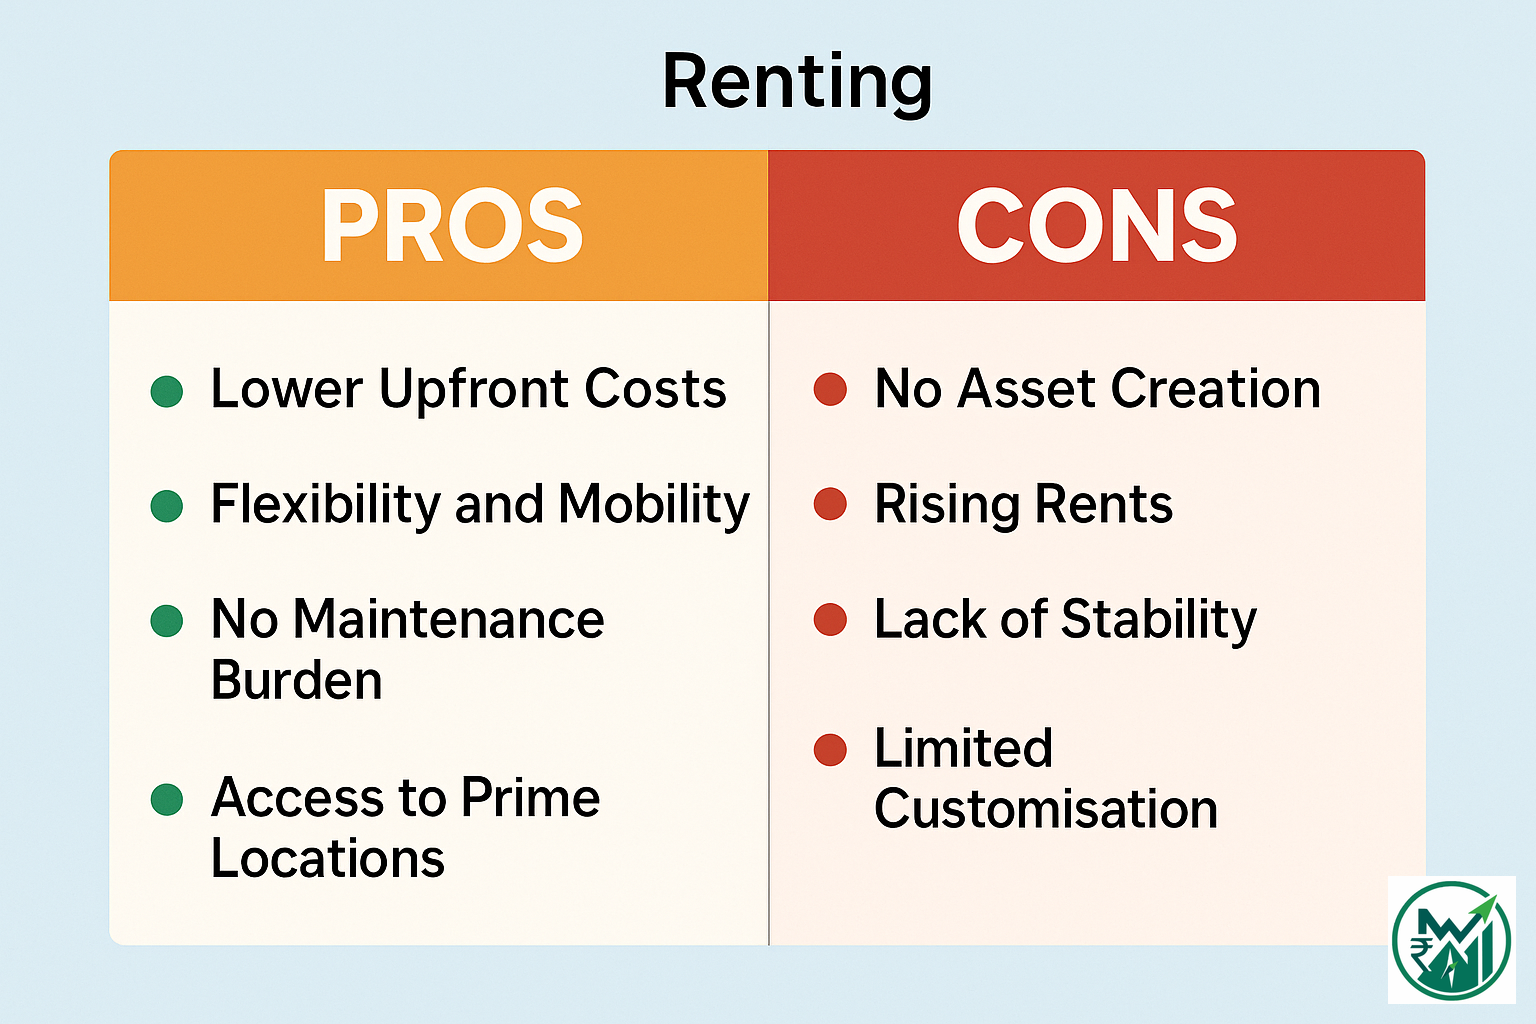 Renting
PROS
CONS
Lower Upfront Costs
Flexibility and Mobility
No Maintenance
Burden
Access to Prime
Locations
No Asset Creation
Rising Rents
Lack of Stability
Limited
Customisation
₹